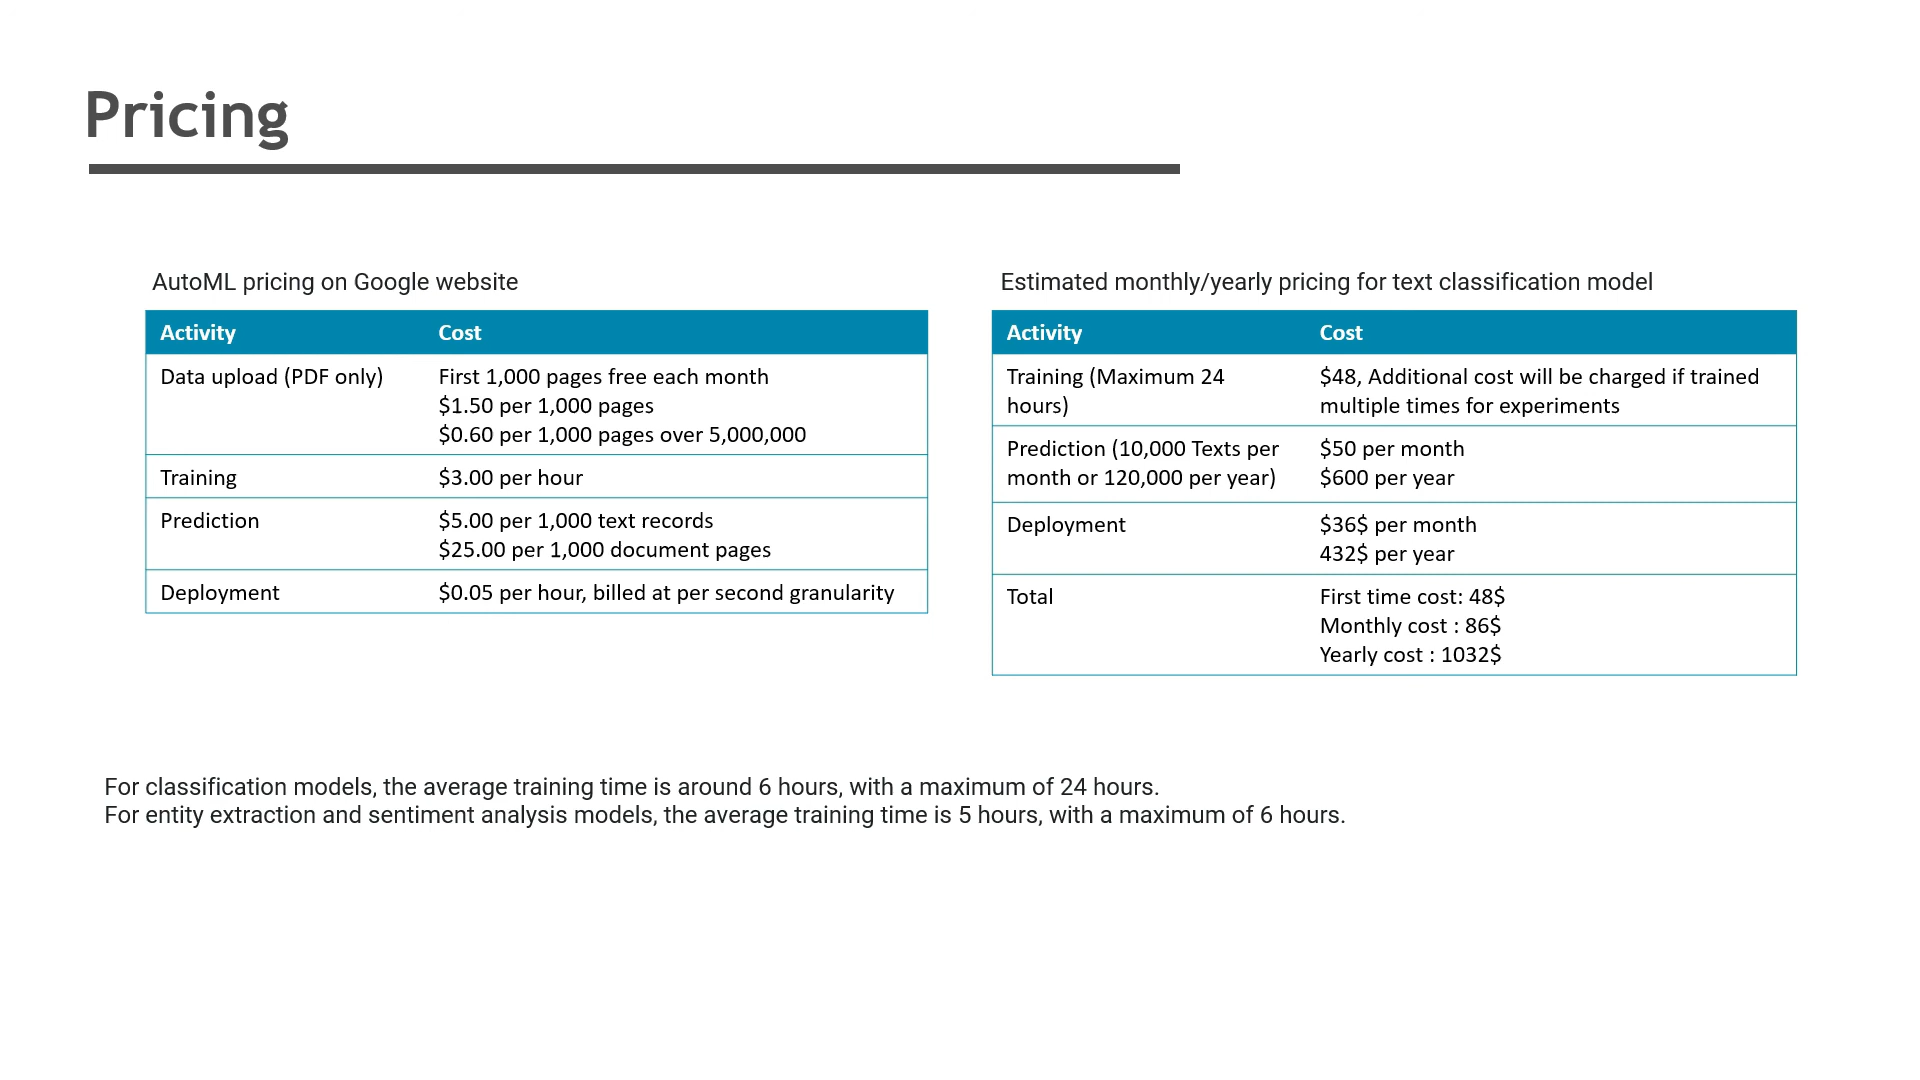 Pricing
AutoML pricing on Google website
Activity Cost
Data upload (PDF only) First 1,000 pages free each month
$1.50 per 1,000 pages
$0.60 per 1,000 pages over 5,000,000
Training $3.00 per hour
Prediction $5.00 per 1,000 text records
$25.00 per 1,000 document pages
Deployment $0.05 per hour, billed at per second granularity
Estimated monthly/yearly pricing for text classification model
Activity Cost
Training (Maximum 24 $48, Additional cost will be charged if trained
hours) multiple times for experiments
Prediction (10,000 Texts per $50 per month
month or 120,000 per year) $600 per year
Deployment $36$ per month
432$ per year
Total First time cost: 48$
Monthly cost : 86$
Yearly cost : 1032$
For classification models, the average training time is around 6 hours, with a maximum of 24 hours.
For entity extraction and sentiment analysis models, the average training time is 5 hours, with a maximum of 6 hours.